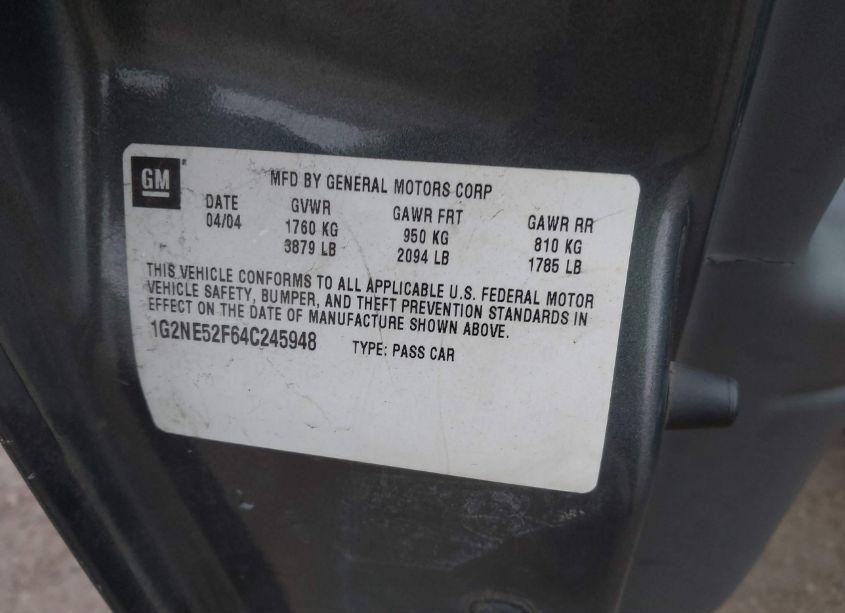 GM
MFD BY GENERAL MOTORS CORP
DATE GVWR GAWR FRT GAWR RR
04/04 1760 KG 950 KG 810 KG
3879 LB 2094 LB 1785 LB
THIS VEHICLE CONFORMS TO ALL APPLICABLE U.S. FEDERAL MOTOR
VEHICLE SAFETY, BUMPER, AND THEFT PREVENTION STANDARDS IN
EFFECT ON THE DATE OF MANUFACTURE SHOWN ABOVE.
1G2NE52F64C245948 TYPE: PASS CAR